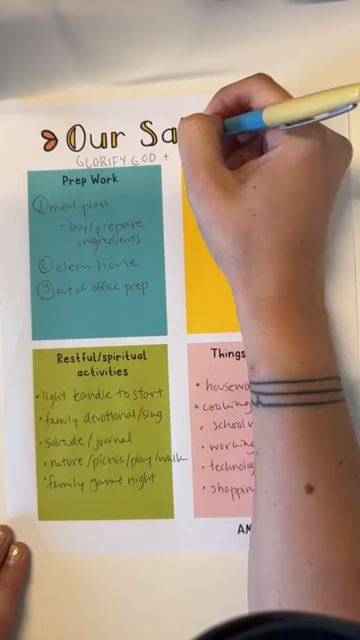 Our Sa
GLORIFY GOD +
Prep Work
① meal plan
• buy/prepare
ingredients
② clean house
③ out of office prep
Restful/spiritual
activities
• light candle to start
• family devotional/sing
• solitude/journal
• nature/picnic/play/walk
• family game night
Things
• housewo
• cooking
• school w
• working
• technolog
• shoppin
AM